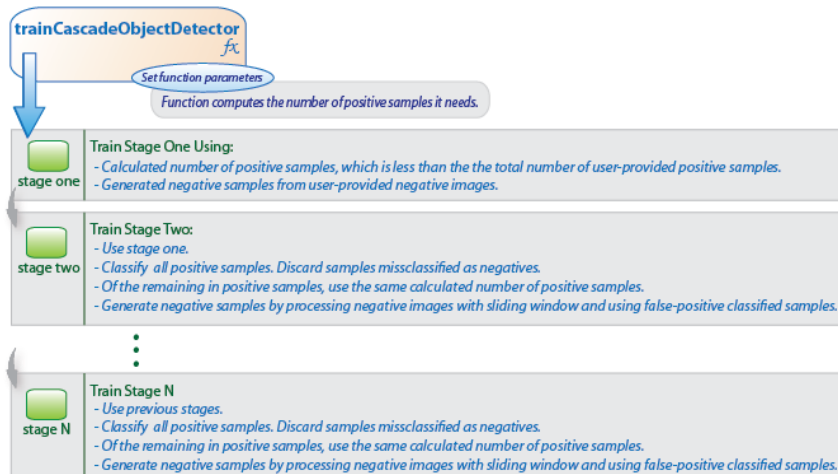 trainCascadeObjectDetector
fx
Set function parameters
Function computes the number of positive samples it needs.
Train Stage One Using:
- Calculated number of positive samples, which is less than the the total number of user-provided positive samples.
- Generated negative samples from user-provided negative images.
stage one
Train Stage Two:
- Use stage one.
- Classify all positive samples. Discard samples missclassified as negatives.
- Of the remaining in positive samples, use the same calculated number of positive samples.
- Generate negative samples by processing negative images with sliding window and using false-positive classified samples.
stage two
Train Stage N
- Use previous stages.
- Classify all positive samples. Discard samples missclassified as negatives.
- Of the remaining in positive samples, use the same calculated number of positive samples.
- Generate negative samples by processing negative images with sliding window and using false-positive classified samples.
stage N